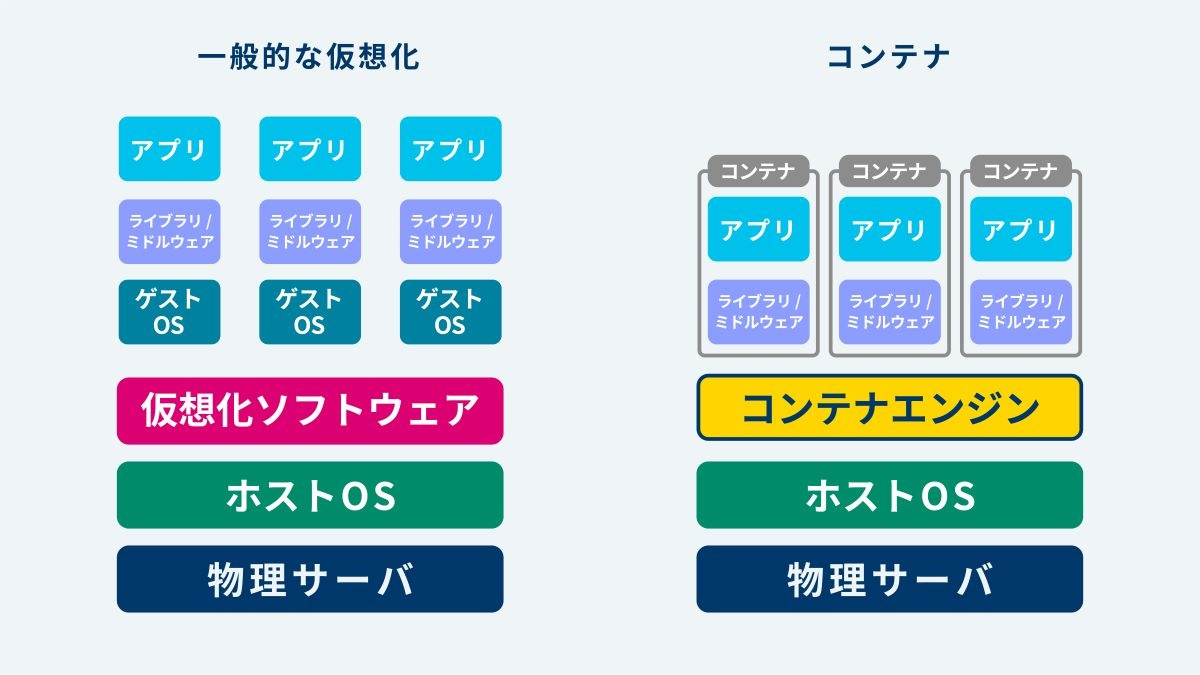 一般的な仮想化
アプリ
アプリ
アプリ
ライブラリ /
ミドルウェア
ライブラリ /
ミドルウェア
ライブラリ /
ミドルウェア
ゲスト
OS
ゲスト
OS
ゲスト
OS
仮想化ソフトウェア
ホストOS
物理サーバ
コンテナ
コンテナ
アプリ
ライブラリ /
ミドルウェア
コンテナ
アプリ
ライブラリ /
ミドルウェア
コンテナ
アプリ
ライブラリ /
ミドルウェア
コンテナエンジン
ホストOS
物理サーバ